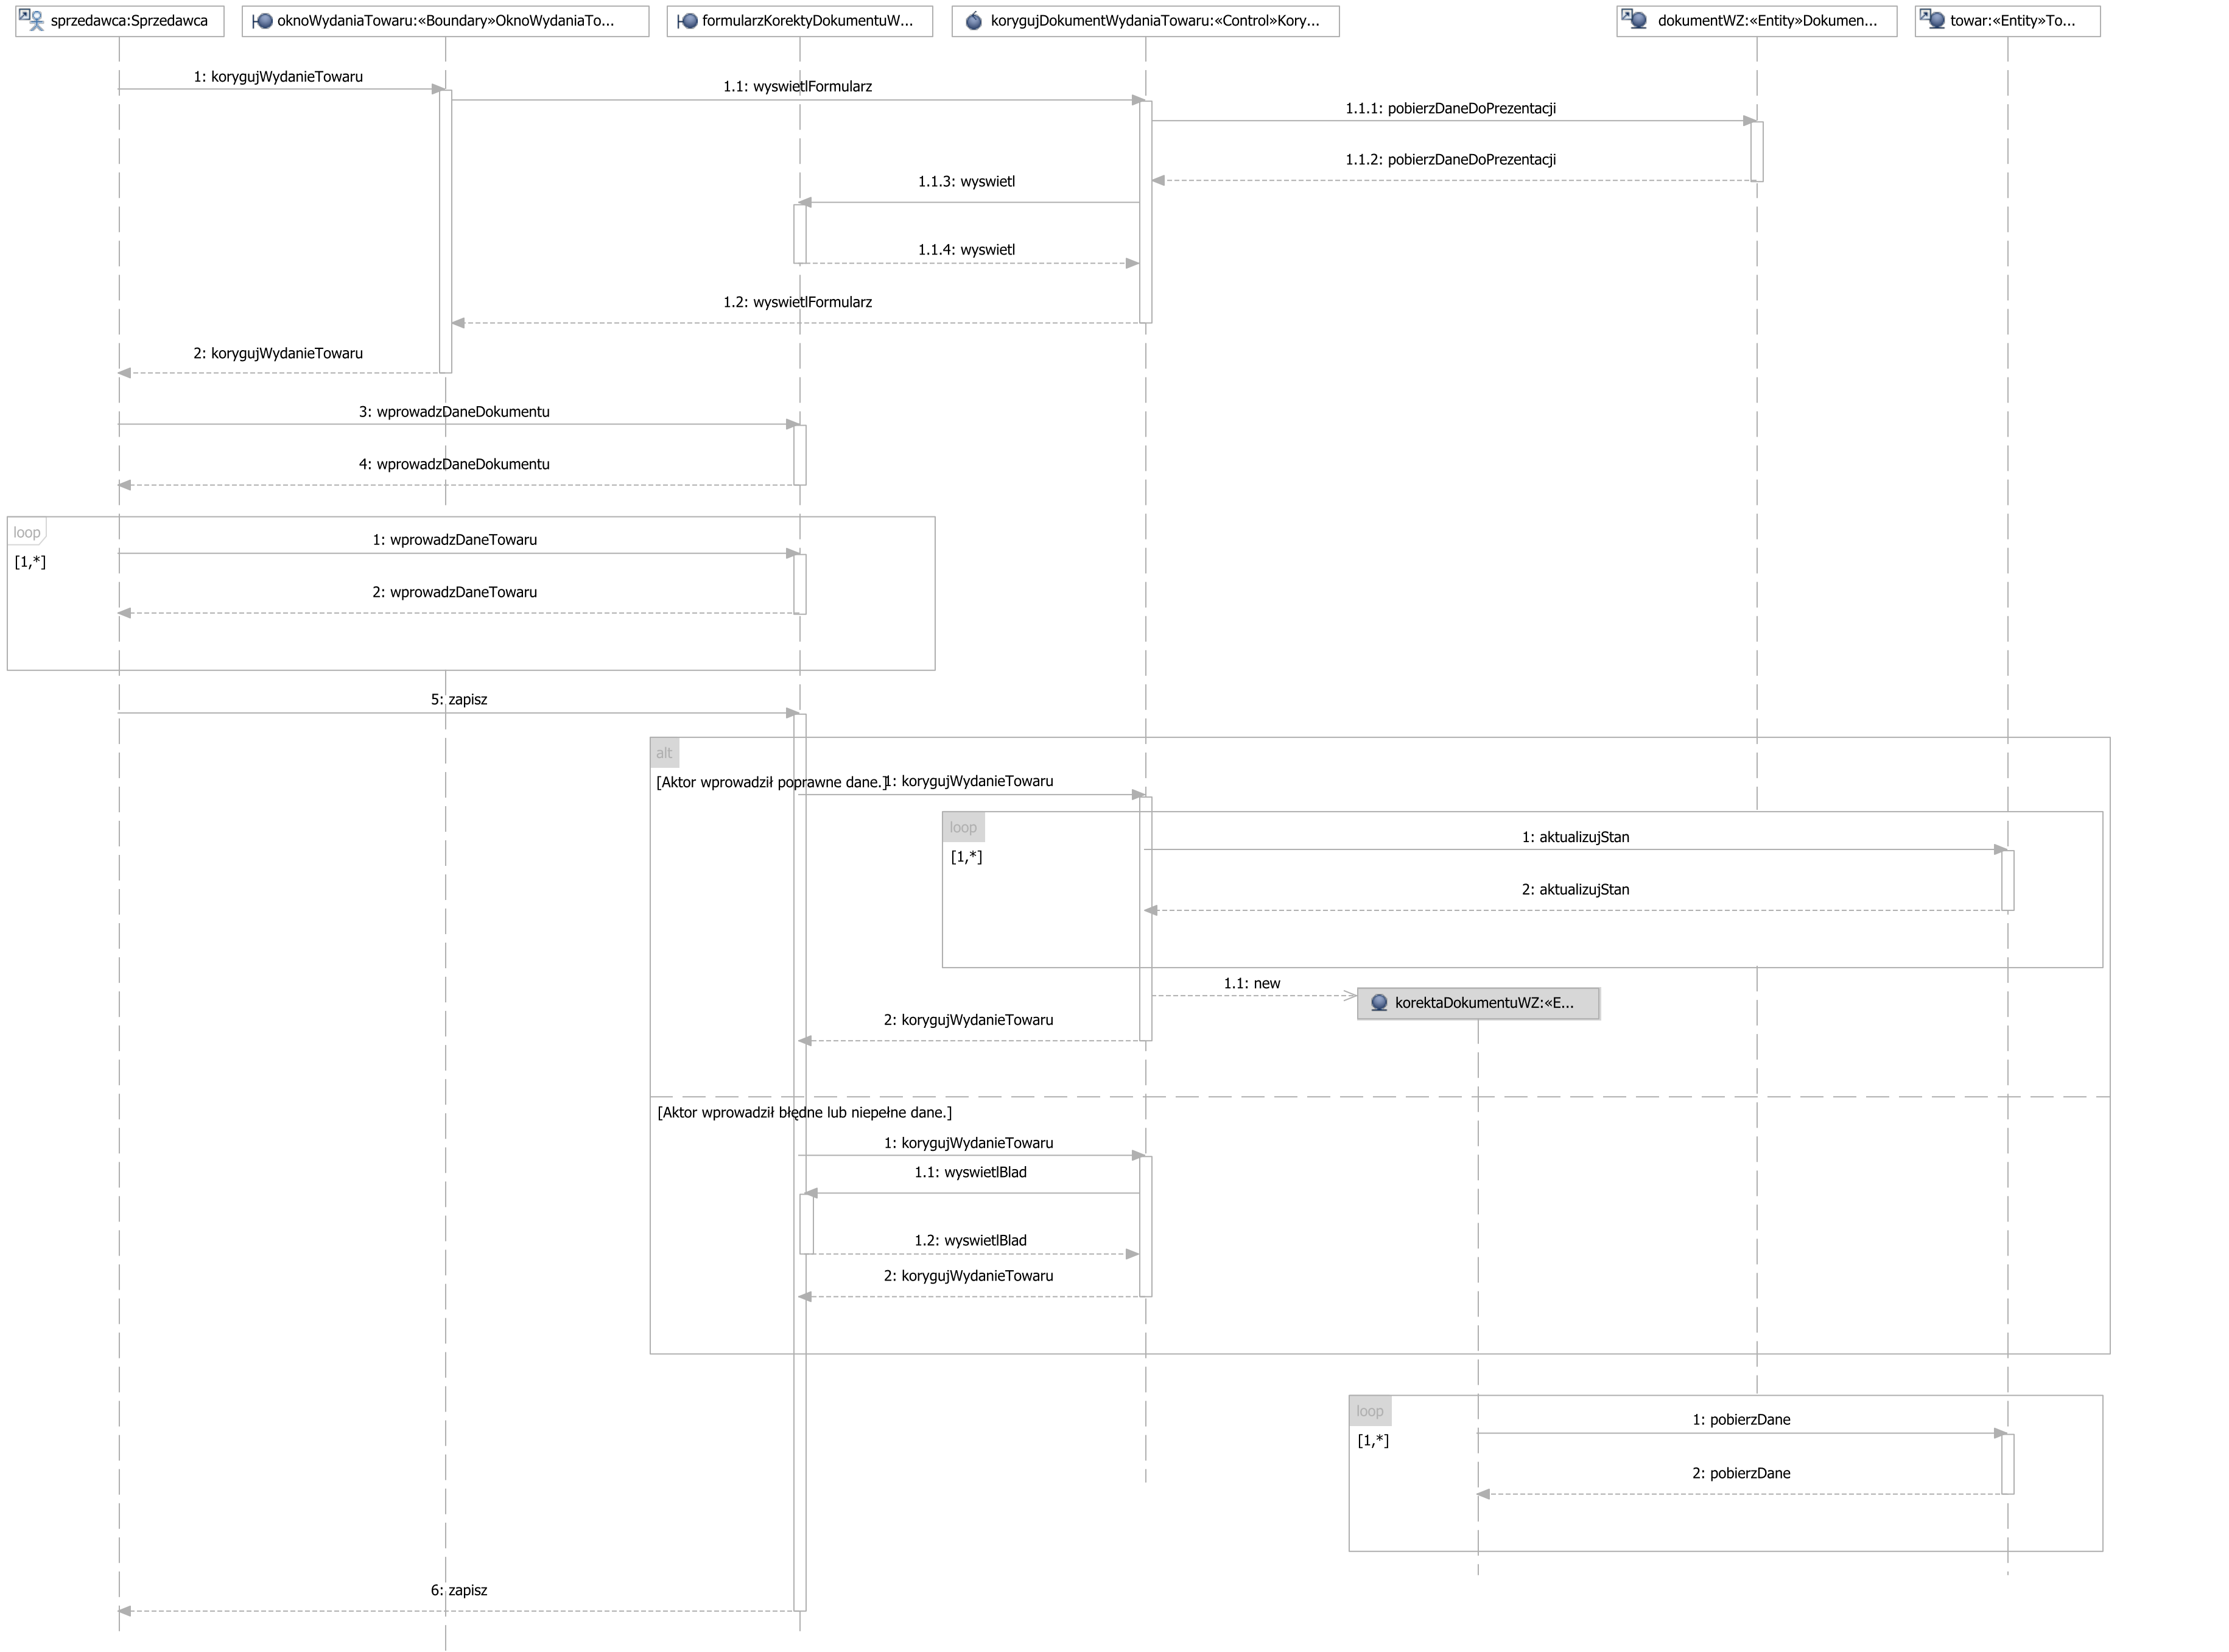 sprzedawca:Sprzedawca
oknoWydaniaTowaru:«Boundary»OknoWydaniaTo...
formularzKorektyDokumentuW...
korygujDokumentWydaniaTowaru:«Control»Kory...
dokumentWZ:«Entity»Dokumen...
towar:«Entity»To...
1: korygujWydanieTowaru
1.1: wyswietlFormularz
1.1.1: pobierzDaneDoPrezentacji
1.1.2: pobierzDaneDoPrezentacji
1.1.3: wyswietl
1.1.4: wyswietl
1.2: wyswietlFormularz
2: korygujWydanieTowaru
3: wprowadzDaneDokumentu
4: wprowadzDaneDokumentu
loop
[1,*]
1: wprowadzDaneTowaru
2: wprowadzDaneTowaru
5: zapisz
alt
[Aktor wprowadził poprawne dane.]
1: korygujWydanieTowaru
loop
[1,*]
1: aktualizujStan
2: aktualizujStan
1.1: new
korektaDokumentuWZ:«E...
2: korygujWydanieTowaru
[Aktor wprowadził błędne lub niepełne dane.]
1: korygujWydanieTowaru
1.1: wyswietlBlad
1.2: wyswietlBlad
2: korygujWydanieTowaru
loop
[1,*]
1: pobierzDane
2: pobierzDane
6: zapisz